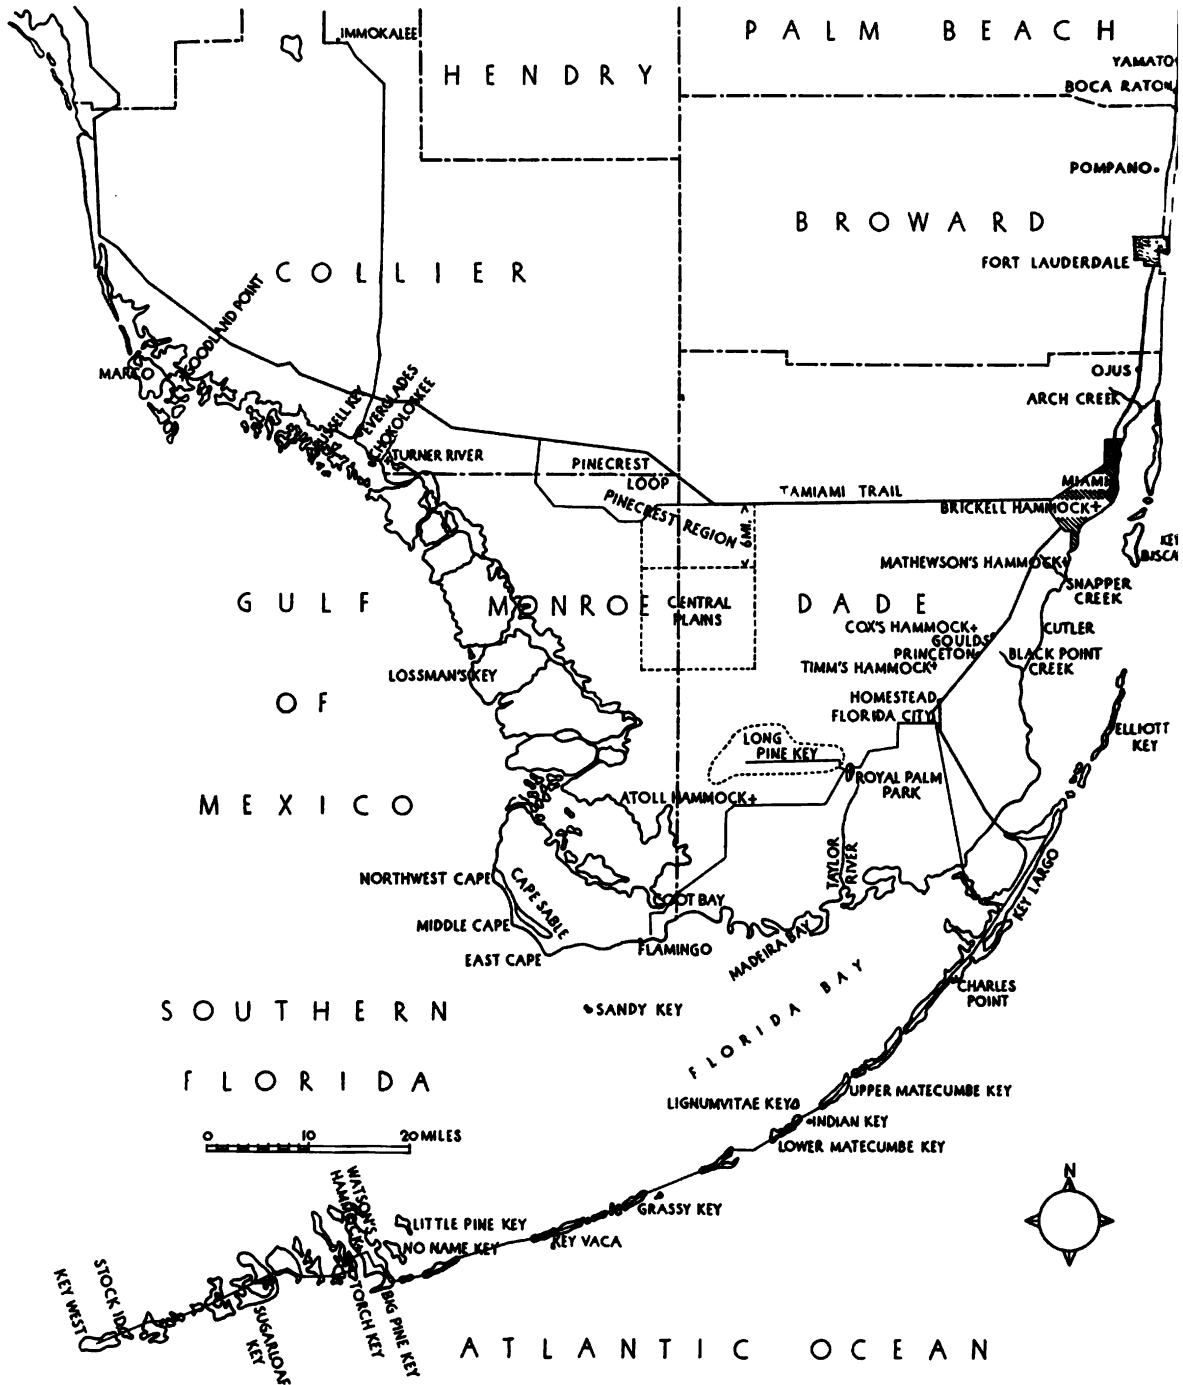 PALM BEACH
IMMOKALEE
YAMATO
HENDRY
BOCA RATON
POMPANO
BROWARD
FORT LAUDERDALE
COLLIER
GOODLAND POINT
MARCO
OJUS
ARCH CREEK
RUSSELL KEY
EVERGLADES
CHOKOLOSKEE
TURNER RIVER
PINECREST
LOOP
PINECREST REGION
6 MI.
TAMIAMI TRAIL
MIAMI
BRICKELL HAMMOCK
KEY
BISCA
MATHEWSON'S HAMMOCK
SNAPPER
CREEK
GULF
MONROE
CENTRAL
PLAINS
DADE
COX'S HAMMOCK
GOULDS
CUTLER
PRINCETON
BLACK POINT
CREEK
TIMM'S HAMMOCK
LOSSMAN'S KEY
OF
HOMESTEAD
FLORIDA CITY
ELLIOTT
KEY
LONG
PINE KEY
ROYAL PALM
PARK
MEXICO
ATOLL HAMMOCK
TAYLOR
RIVER
KEY LARGO
NORTHWEST CAPE
CAPE SABLE
COOT BAY
MIDDLE CAPE
EAST CAPE
FLAMINGO
MADEIRA BAY
CHARLES
POINT
SOUTHERN
FLORIDA
SANDY KEY
FLORIDA BAY
UPPER MATECUMBE KEY
LIGNUMVITAE KEY
INDIAN KEY
LOWER MATECUMBE KEY
0 10 20 MILES
N
WATSON'S
HAMMOCK
LITTLE PINE KEY
GRASSY KEY
NO NAME KEY
KEY VACA
STOCK ID
KEY WEST
SUGARLOAF
KEY
TORCH KEY
BIG PINE KEY
ATLANTIC OCEAN